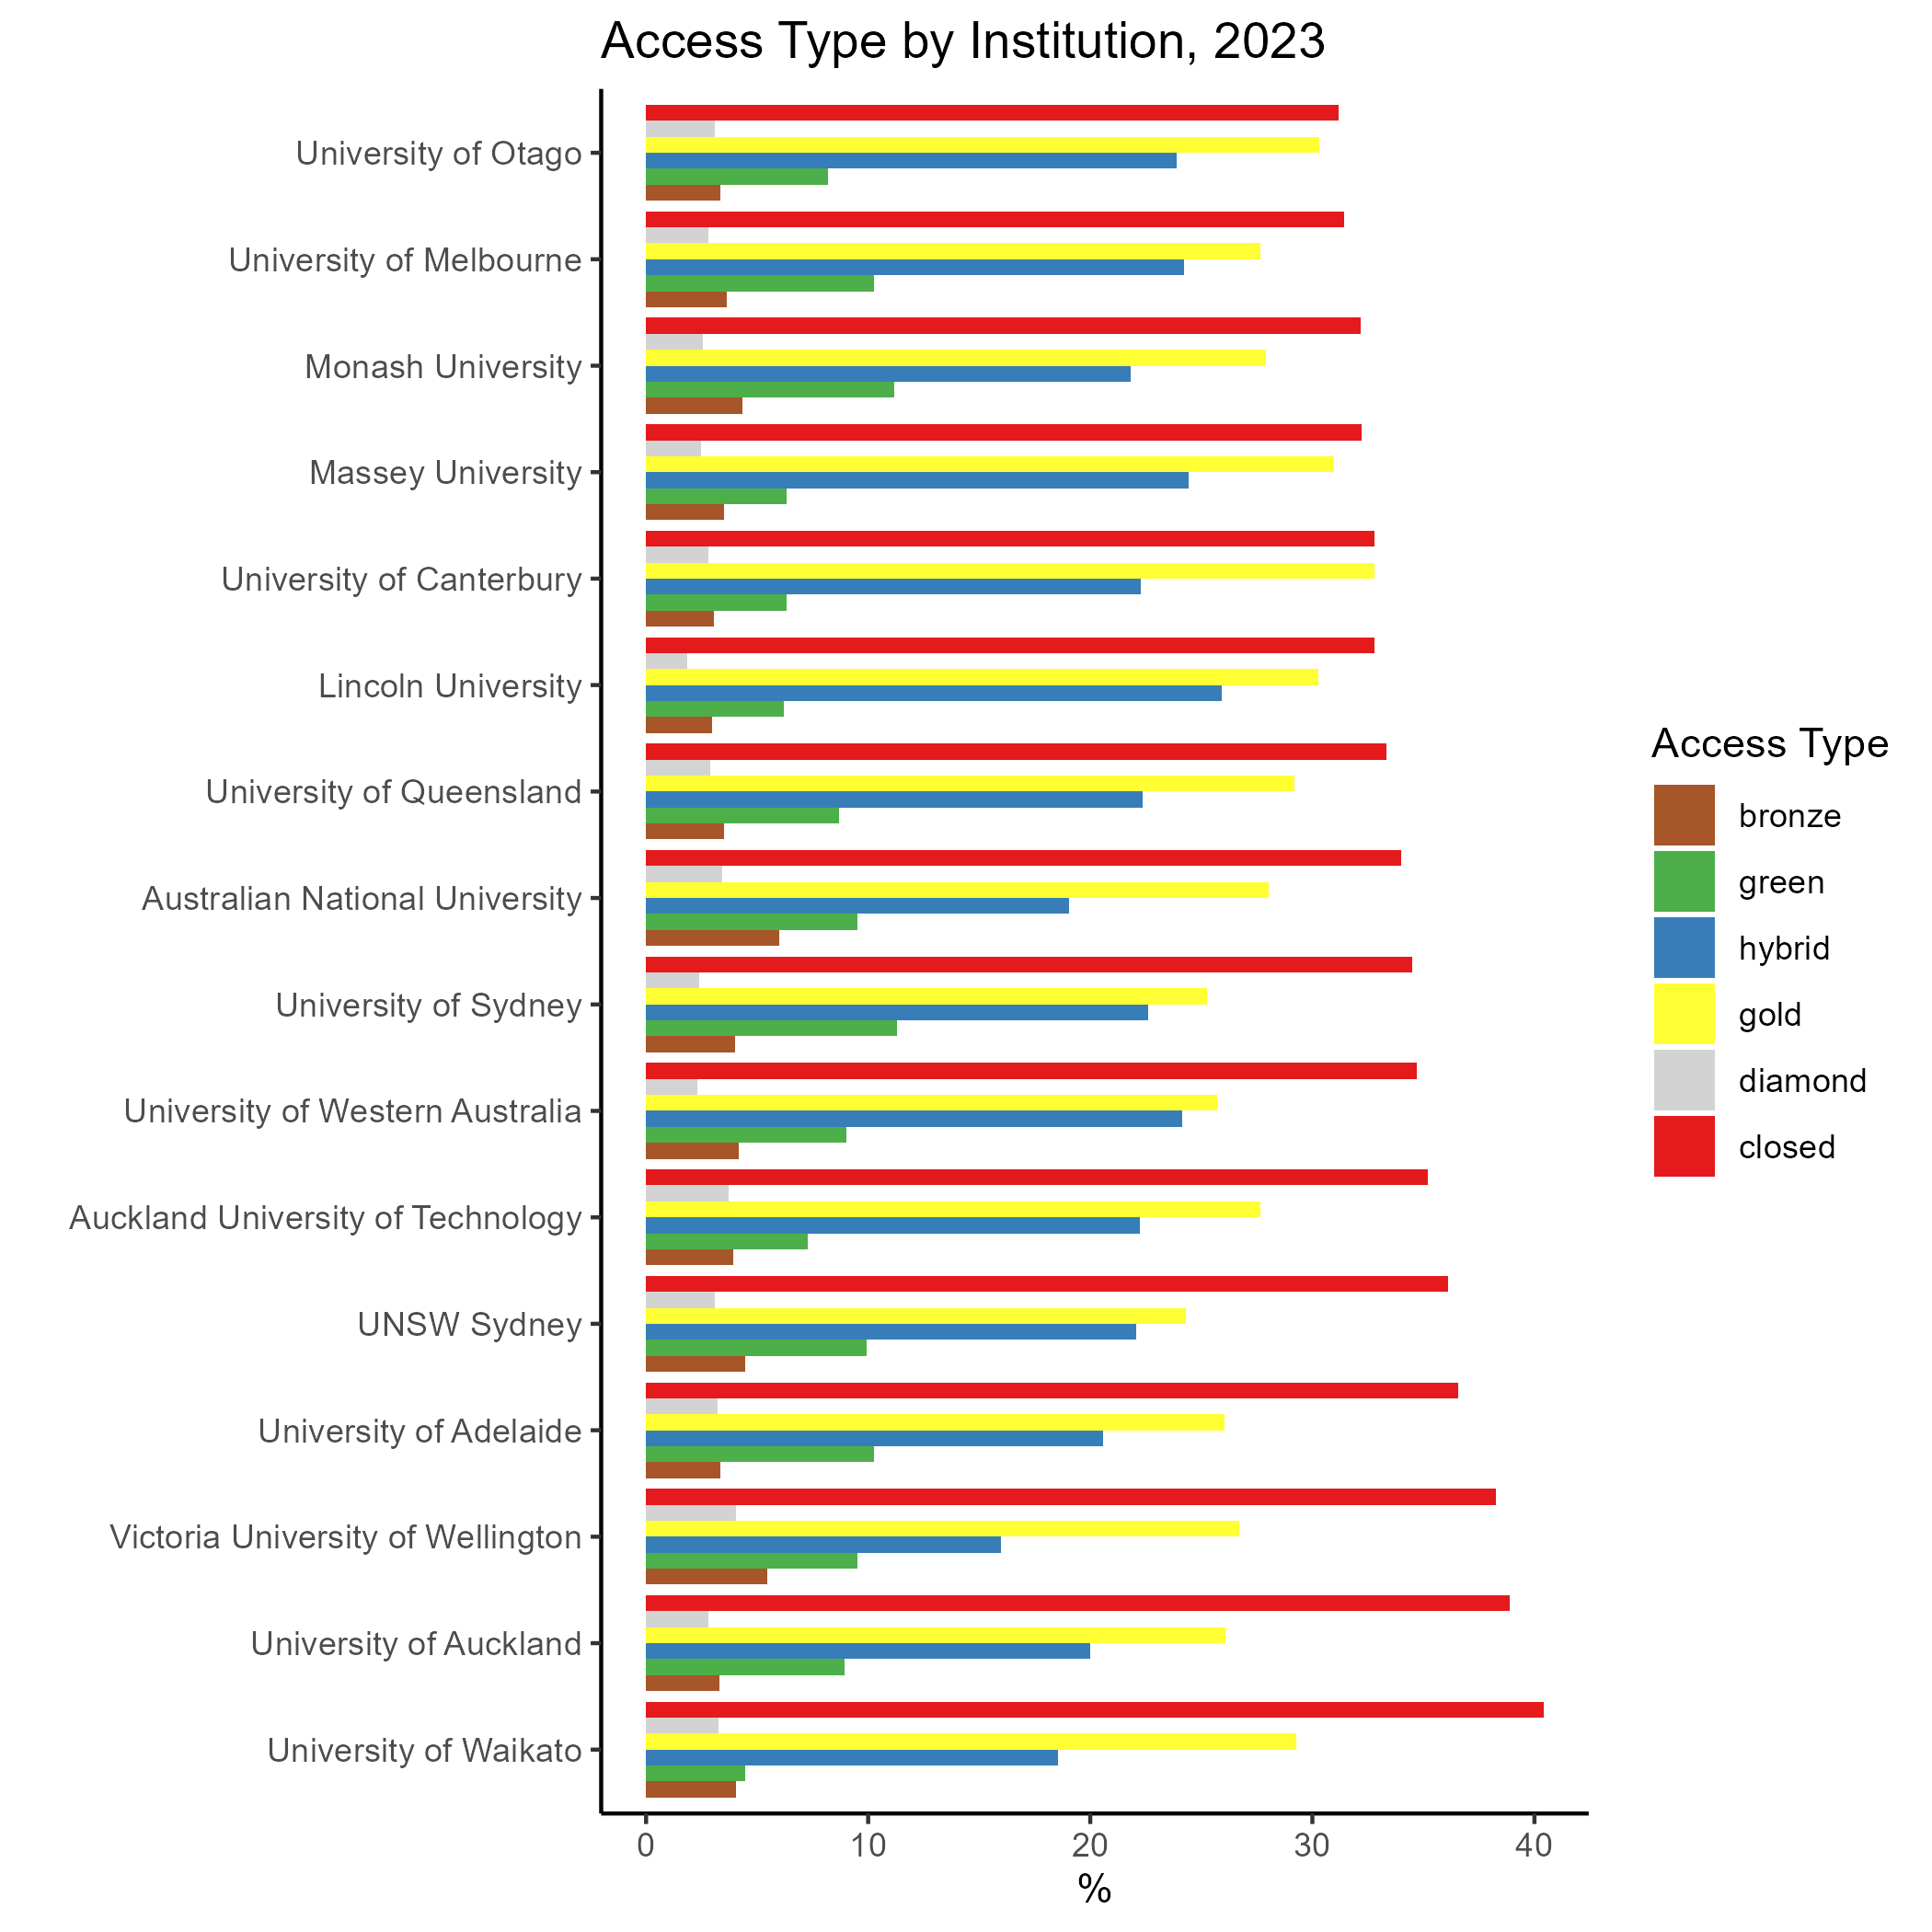 Access Type by Institution, 2023
University of Otago
University of Melbourne
Monash University
Massey University
University of Canterbury
Lincoln University
University of Queensland
Australian National University
University of Sydney
University of Western Australia
Auckland University of Technology
UNSW Sydney
University of Adelaide
Victoria University of Wellington
University of Auckland
University of Waikato
0 10 20 30 40
%
Access Type
bronze
green
hybrid
gold
diamond
closed